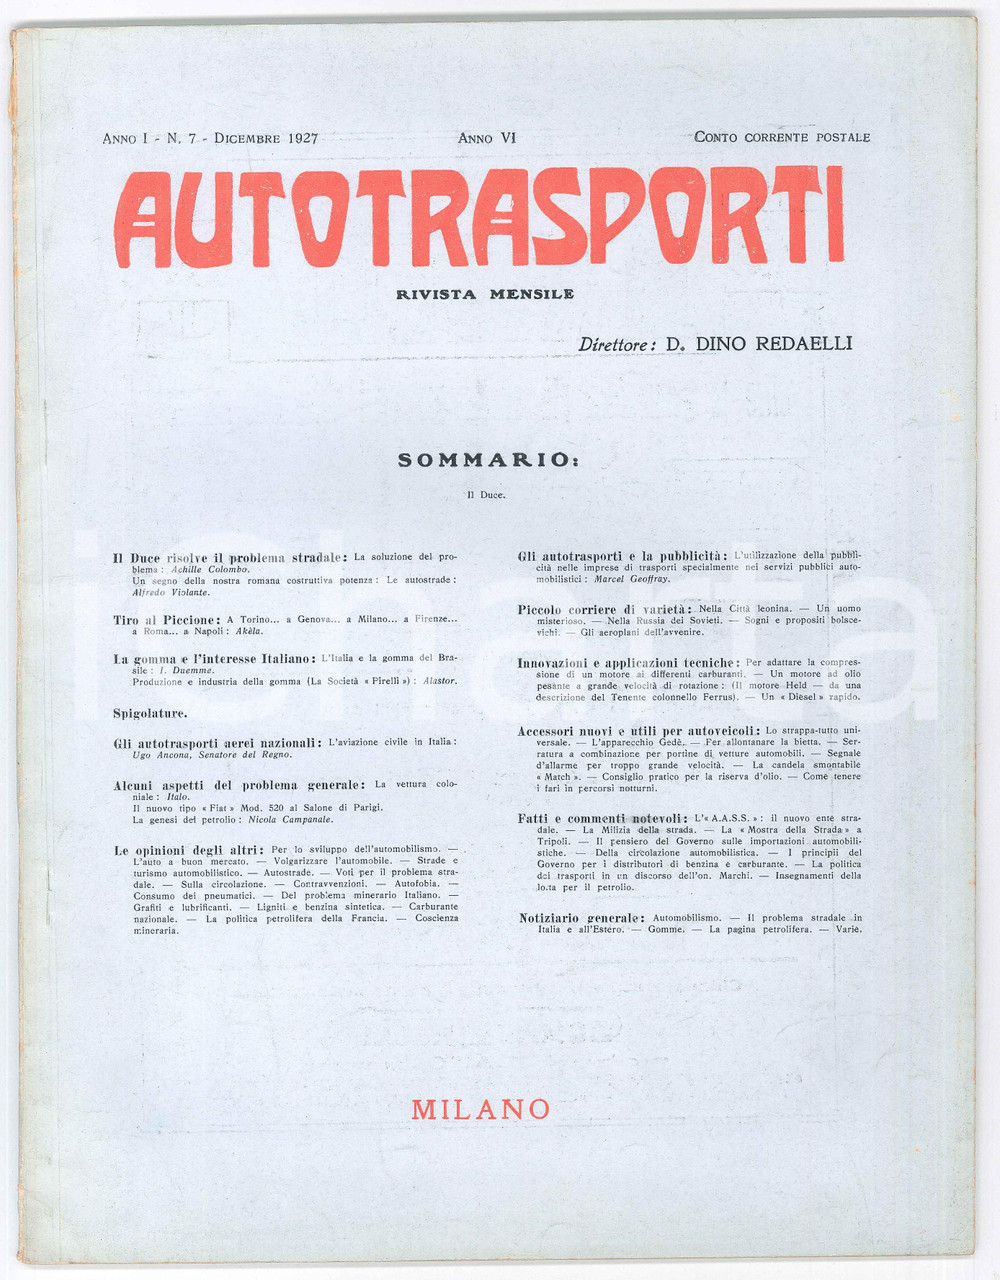 ANNO I - N. 7 - DICEMBRE 1927
ANNO VI
CONTO CORRENTE POSTALE
AUTOTRASPORTI
RIVISTA MENSILE
Direttore: D. DINO REDAELLI
SOMMARIO:
Il Duce.
Il Duce risolve il problema stradale: La soluzione del pro-
blema: Achille Colombo.
Un segno della nostra romana costruttiva potenza: Le autostrade:
Alfredo Violante.
Tiro al Piccione: A Torino... a Genova... a Milano... a Firenze...
a Roma... a Napoli: Akèla.
La gomma e l'interesse Italiano: L'Italia e la gomma del Bra-
sile: I. Duemme.
Produzione e industria della gomma (La Società «Pirelli»): Alastor.
Spigolature.
Gli autotrasporti aerei nazionali: L'aviazione civile in Italia:
Ugo Ancona, Senatore del Regno.
Alcuni aspetti del problema generale: La vettura colo-
niale: Italo.
Il nuovo tipo «Fiat» Mod. 520 al Salone di Parigi.
La genesi del petrolio: Nicola Campanale.
Le opinioni degli altri: Per lo sviluppo dell'automobilismo. —
L'auto a buon mercato. — Volgarizzare l'automobile. — Strade e
turismo automobilistico. — Autostrade. — Voti per il problema stra-
dale. — Sulla circolazione. — Contravvenzioni. — Autofobia. —
Consumo dei pneumatici. — Del problema minerario Italiano. —
Grafiti e lubrificanti. — Ligniti e benzina sintetica. — Carburante
nazionale. — La politica petrolifera della Francia. — Coscienza
mineraria.
Gli autotrasporti e la pubblicità: L'utilizzazione della pubbli-
cità nelle imprese di trasporti specialmente nei servizi pubblici auto-
mobilistici: Marcel Geoffray.
Piccolo corriere di varietà: Nella Città leonina. — Un uomo
misterioso. — Nella Russia dei Sovieti. — Sogni e propositi bolsce-
vichi. — Gli aeroplani dell'avvenire.
Innovazioni e applicazioni tecniche: Per adattare la compres-
sione di un motore ai differenti carburanti. — Un motore ad olio
pesante a grande velocità di rotazione: (Il motore Held — da una
descrizione del Tenente colonnello Ferrus). — Un «Diesel» rapido.
Accessori nuovi e utili per autoveicoli: Lo strappa-tutto uni-
versale. — L'apparecchio Gedè. — Per allontanare la bietta. — Ser-
ratura a combinazione per portine di vetture automobili. — Segnale
d'allarme per troppo grande velocità. — La candela smontabile
«Match». — Consiglio pratico per la riserva d'olio. — Come tenere
i fari in percorsi notturni.
Fatti e commenti notevoli: L'«A.A.S.S.»: il nuovo ente stra-
dale. — La Milizia della strada. — La «Mostra della Strada» a
Tripoli. — Il pensiero del Governo sulle importazioni automobili-
stiche. — Della circolazione automobilistica. — I principii del
Governo per i distributori di benzina e carburante. — La politica
dei trasporti in un discorso dell'on. Marchi. — Insegnamenti della
lotta per il petrolio.
Notiziario generale: Automobilismo. — Il problema stradale in
Italia e all'Estero. — Gomme. — La pagina petrolifera. — Varie.
MILANO
iCharta